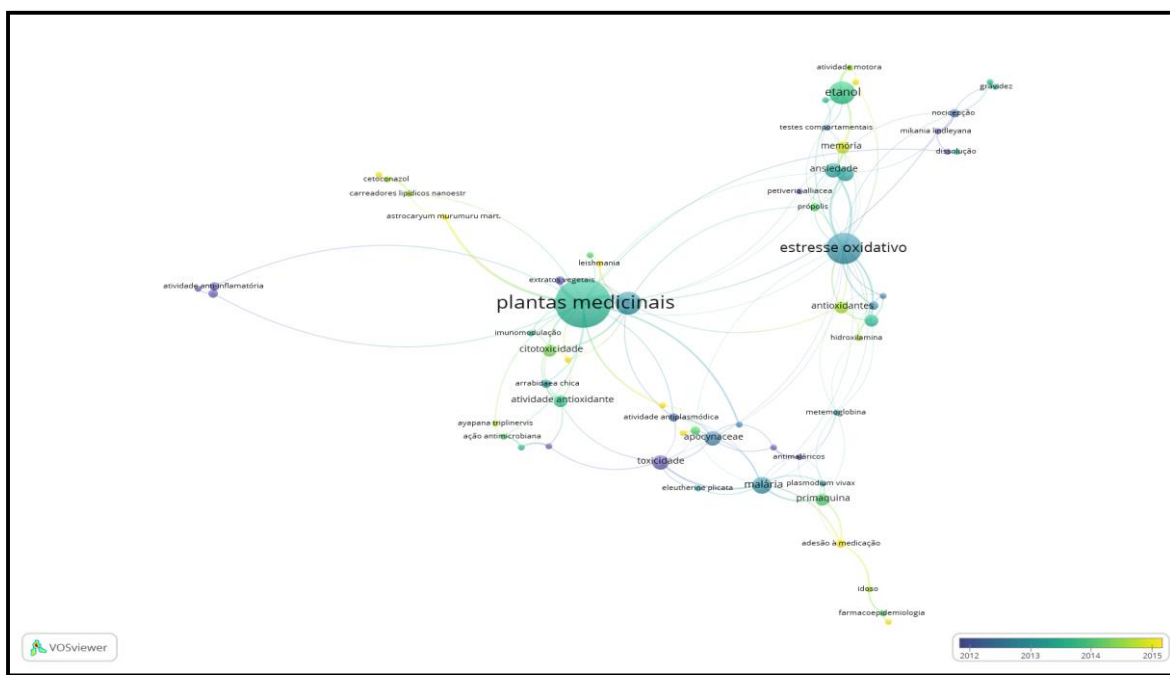 atividade motora
etanol
gravidez
nocicepção
testes comportamentais
mikania lindleyana
memória
dissolução
ansiedade
cetoconazol
carreadores lipídicos nanoestr
petiveria alliacea
própolis
astrocaryum murumuru mart.
estresse oxidativo
leishmania
extratos vegetais
atividade anti-inflamatória
plantas medicinais
antioxidantes
imunomodulação
hidroxilamina
citotoxicidade
arrabidaea chica
atividade antioxidante
metemoglobina
atividade antiplasmódica
ayapana triplinervis
ação antimicrobiana
apocynaceae
antimaláricos
toxicidade
eleutherine plicata
malária
plasmodium vivax
primaquina
adesão à medicação
idoso
farmacoepidemiologia
VOSviewer
2012 2013 2014 2015